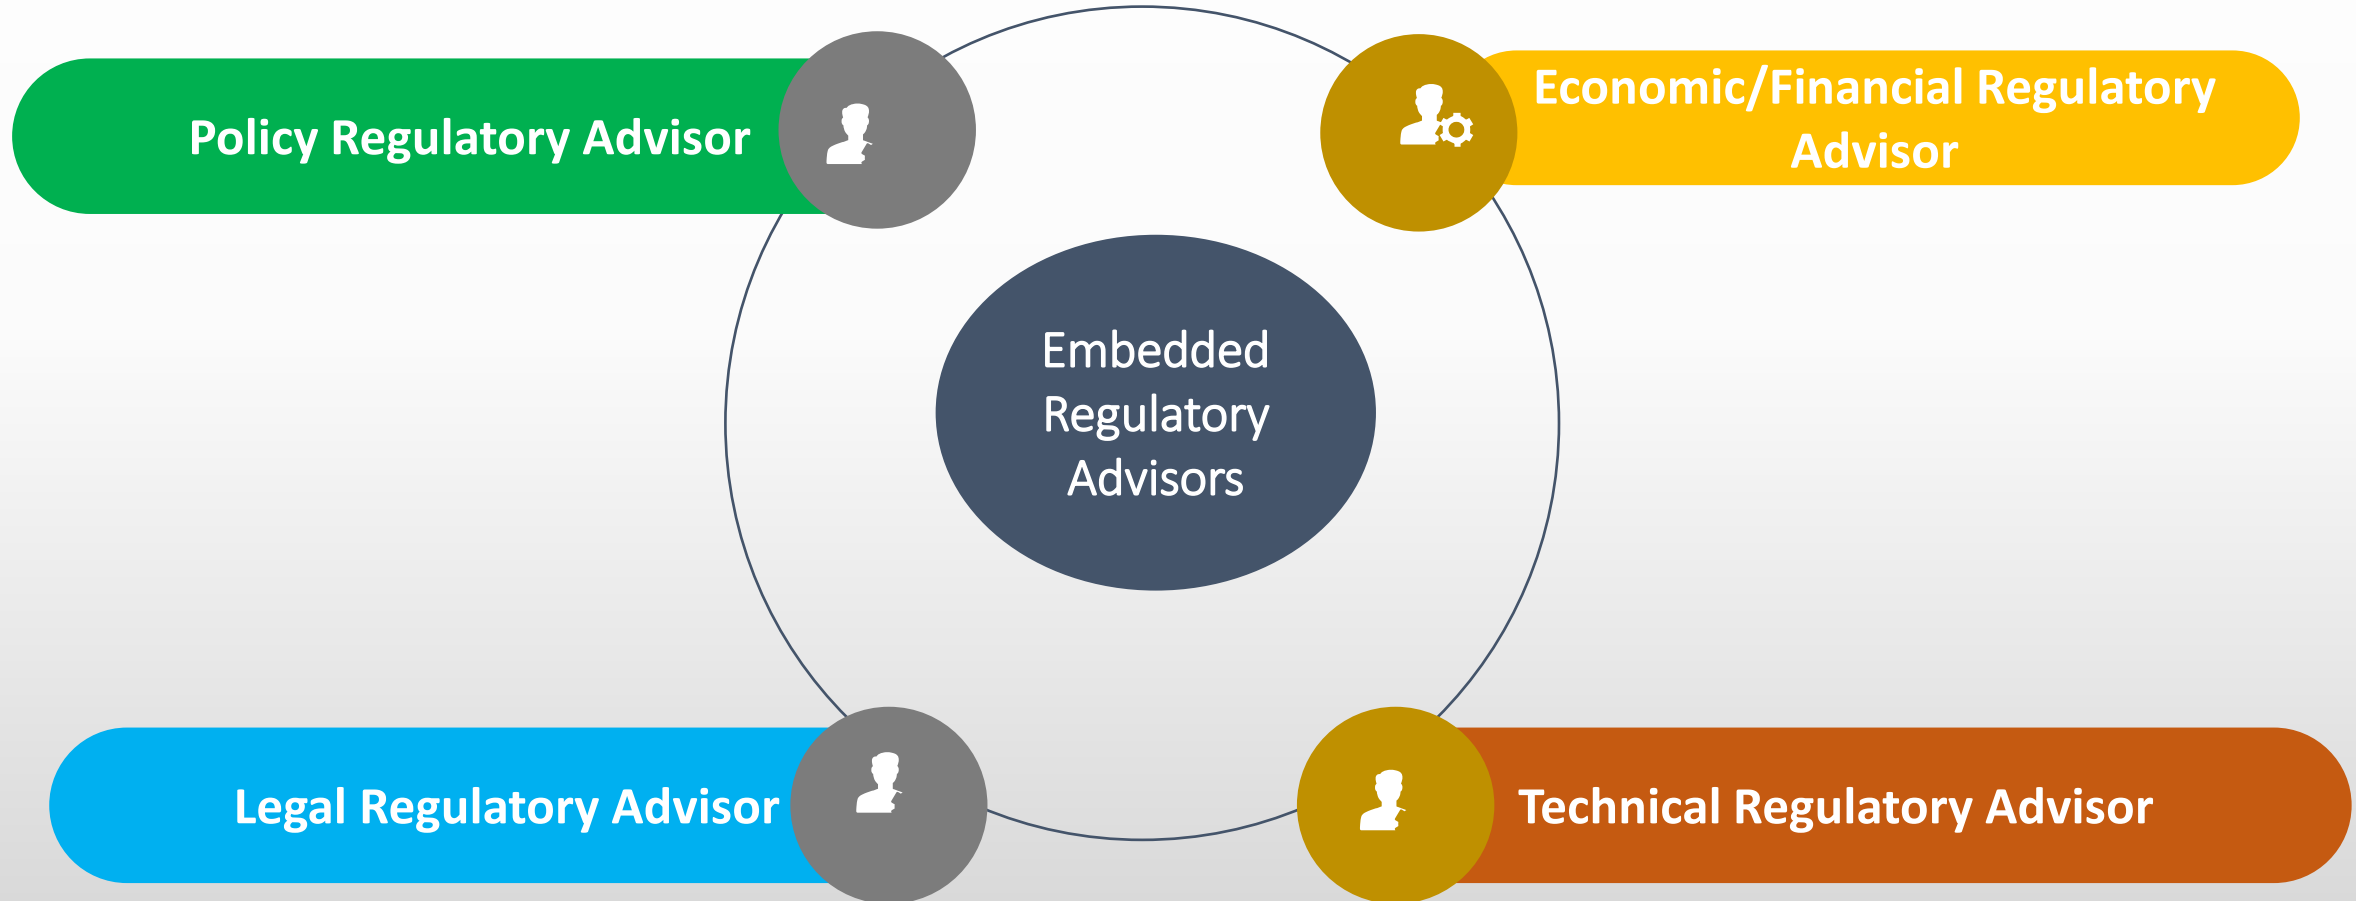 Policy Regulatory Advisor
Economic/Financial Regulatory
Advisor
Embedded
Regulatory
Advisors
Legal Regulatory Advisor
Technical Regulatory Advisor